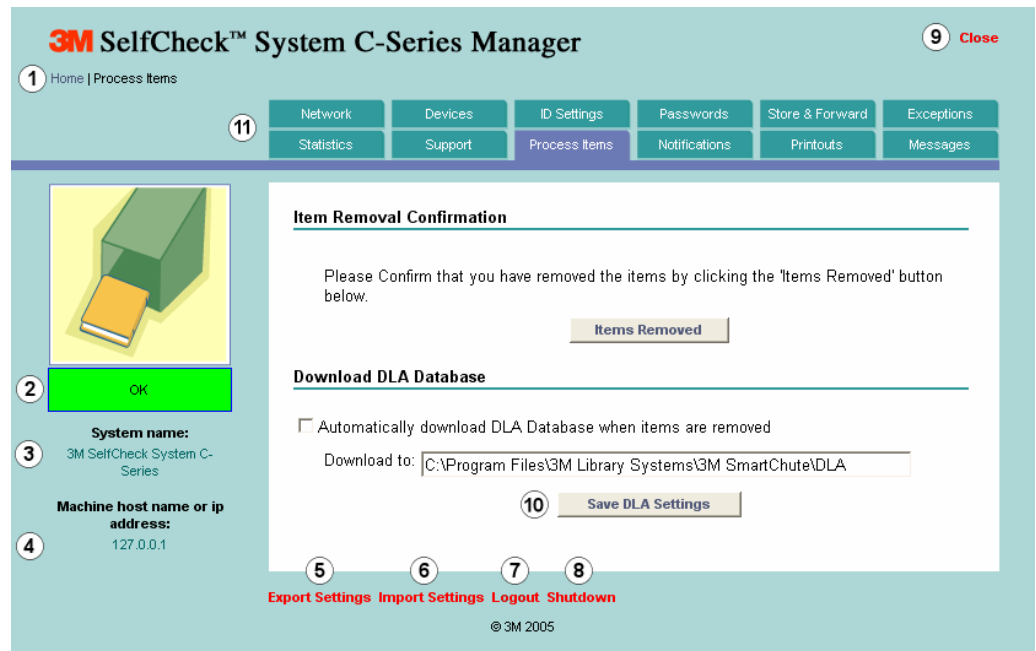 3M SelfCheck™ System C-Series Manager
9 Close
1 Home | Process Items
11
Network Devices ID Settings Passwords Store & Forward Exceptions
Statistics Support Process Items Notifications Printouts Messages
Item Removal Confirmation
Please Confirm that you have removed the items by clicking the 'Items Removed' button
below.
Items Removed
2 OK
Download DLA Database
Automatically download DLA Database when items are removed
Download to: C:\Program Files\3M Library Systems\3M SmartChute\DLA
10 Save DLA Settings
System name:
3 3M SelfCheck System C-
Series
Machine host name or ip
address:
4 127.0.0.1
5 6 7 8
Export Settings Import Settings Logout Shutdown
© 3M 2005